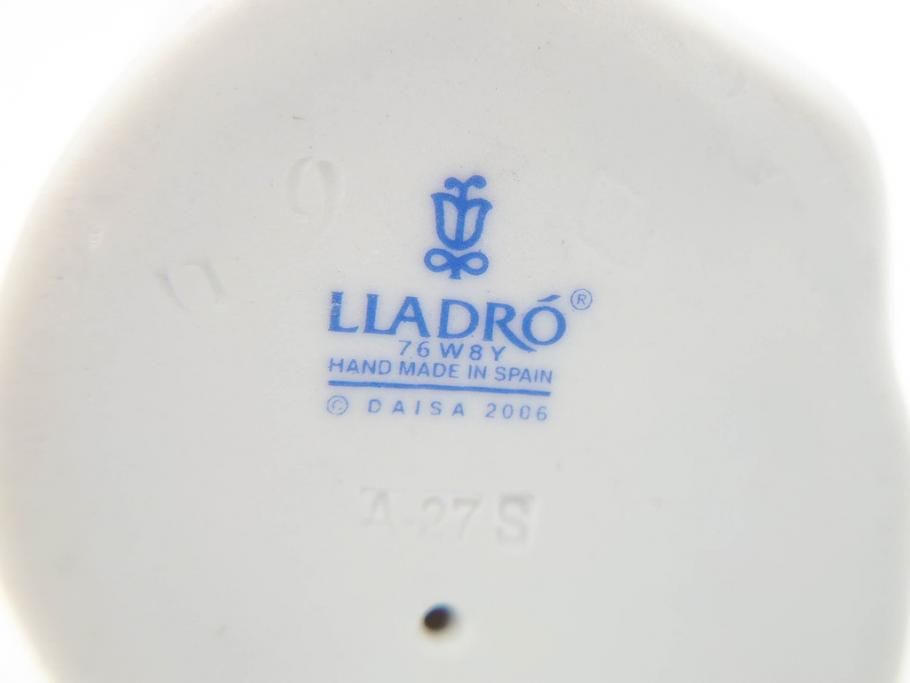 LLADRÓ®
76W8Y
HAND MADE IN SPAIN
© DAISA 2006
A-27 S